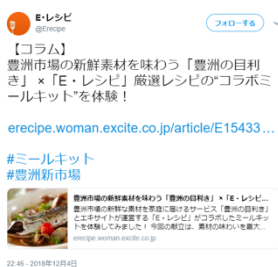 E・レシピ
@Erecipe
フォローする
【コラム】
豊洲市場の新鮮素材を味わう「豊洲の目利
き」 ×「E・レシピ」厳選レシピの“コラボミ
ールキット”を体験！
erecipe.woman.excite.co.jp/article/E15433…
#ミールキット
#豊洲新市場
豊洲市場の新鮮素材を味わう「豊洲の目利き」×「E・レシピ...
豊洲市場の新鮮な素材を家庭に届けるサービス「豊洲の目利き」
とエキサイトが運営する「E・レシピ」がコラボしたミールキッ
トを体験してみました！ 今回の献立は、素材の味わいを最大...
erecipe.woman.excite.co.jp
22:46 - 2018年12月4日